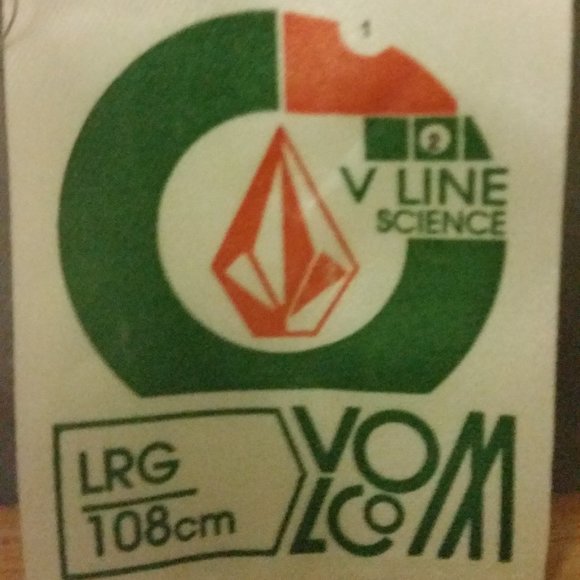 1
2
V LINE
SCIENCE
LRG
108cm
VOLCOM